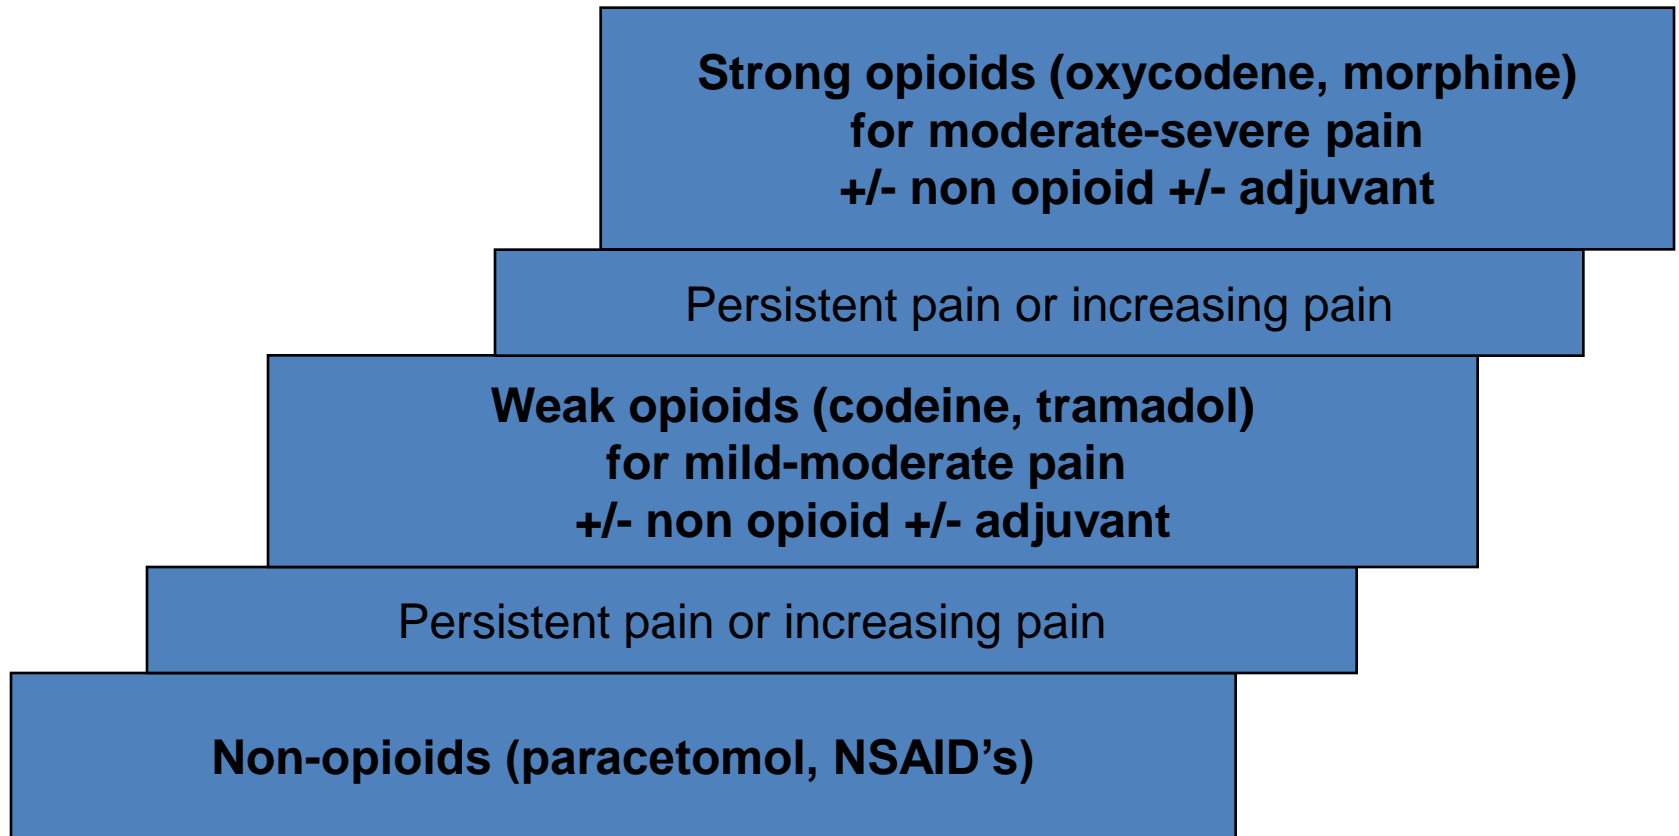 Strong opioids (oxycodene, morphine)
for moderate-severe pain
+/- non opioid +/- adjuvant
Persistent pain or increasing pain
Weak opioids (codeine, tramadol)
for mild-moderate pain
+/- non opioid +/- adjuvant
Persistent pain or increasing pain
Non-opioids (paracetomol, NSAID’s)